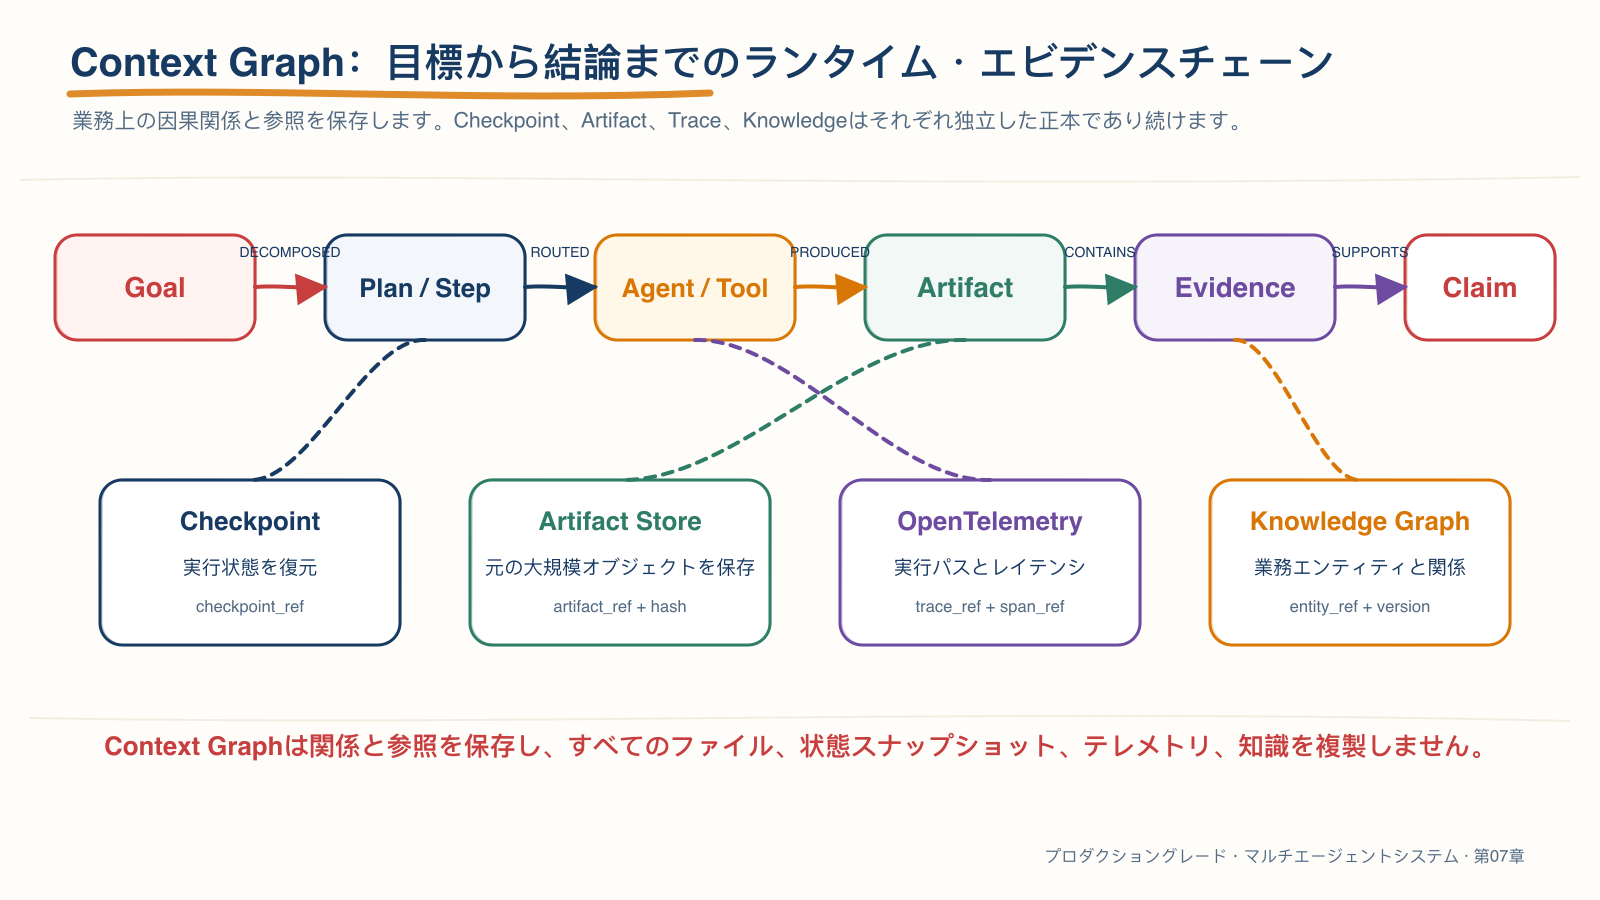 Context Graph：目標から結論までのランタイム・エビデンスチェーン
業務上の因果関係と参照を保存します。Checkpoint、Artifact、Trace、Knowledgeはそれぞれ独立した正本であり続けます。
DECOMPOSED
ROUTED
PRODUCED
CONTAINS
SUPPORTS
Goal
Plan / Step
Agent / Tool
Artifact
Evidence
Claim
Checkpoint
実行状態を復元
checkpoint_ref
Artifact Store
元の大規模オブジェクトを保存
artifact_ref + hash
OpenTelemetry
実行パスとレイテンシ
trace_ref + span_ref
Knowledge Graph
業務エンティティと関係
entity_ref + version
Context Graphは関係と参照を保存し、すべてのファイル、状態スナップショット、テレメトリ、知識を複製しません。
プロダクショングレード・マルチエージェントシステム・第07章